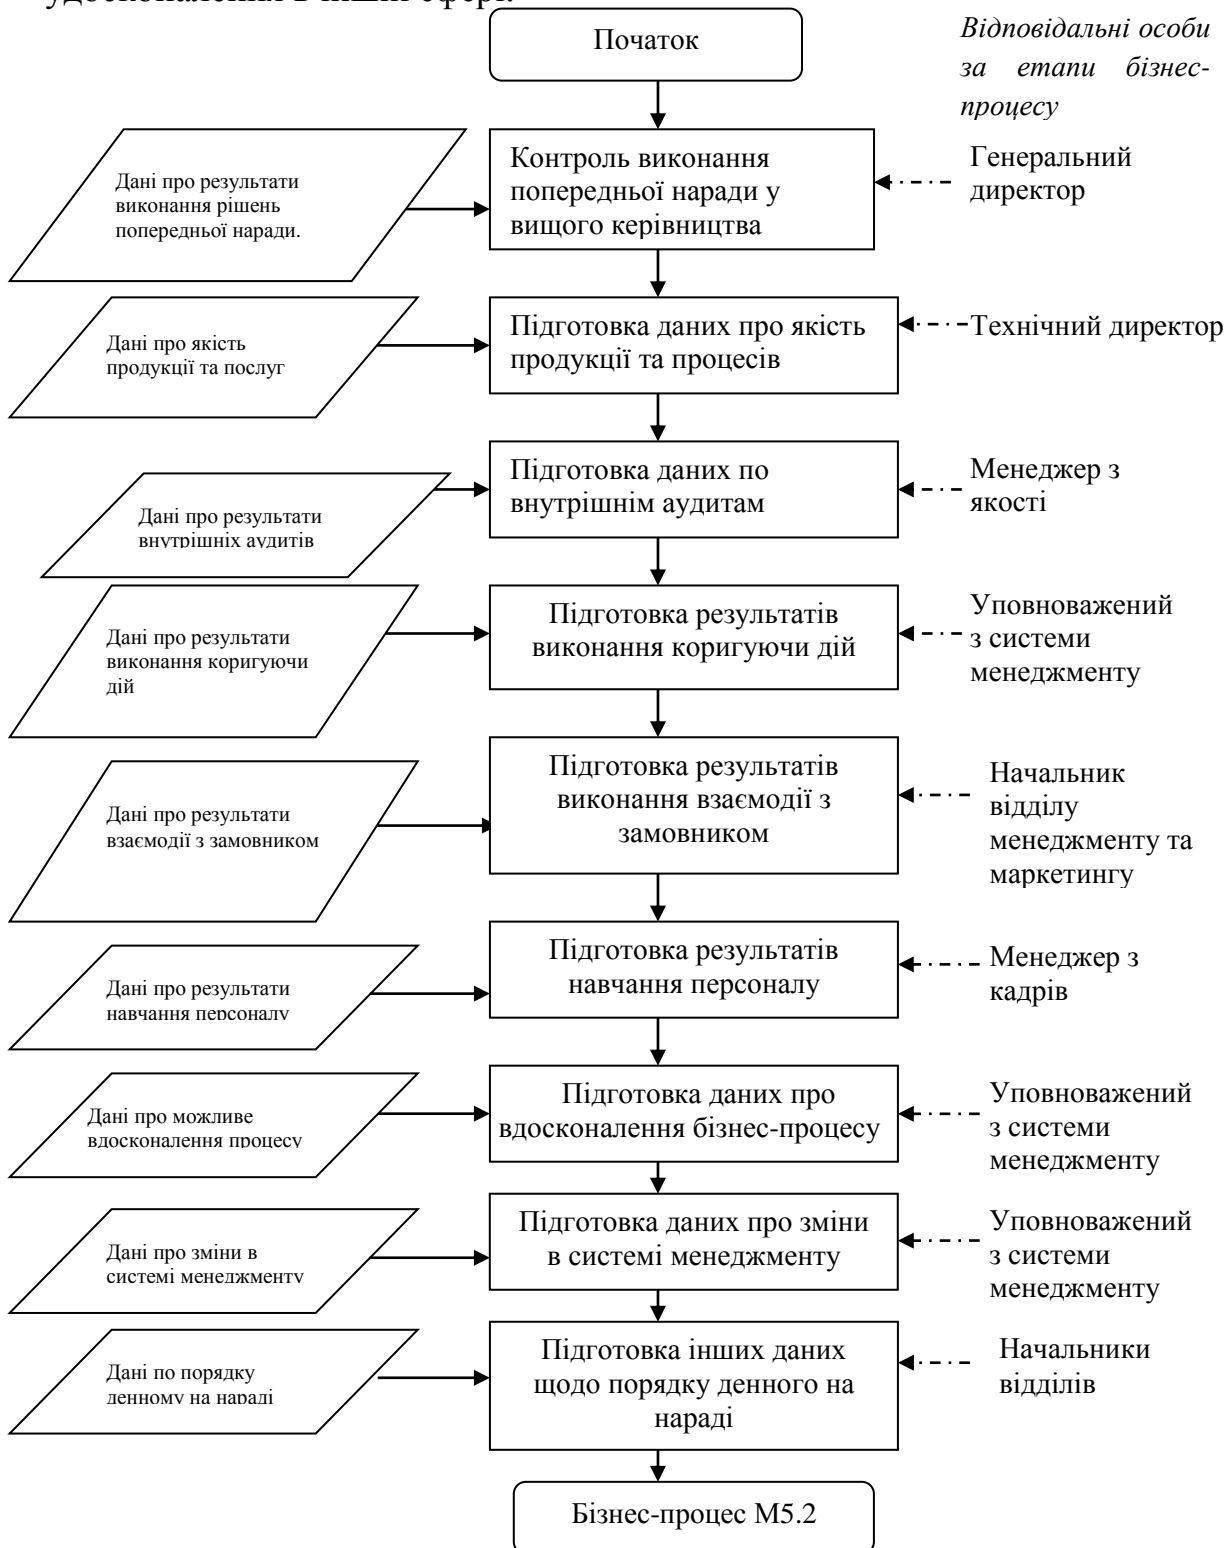 удосконалення в іншій сфері.
Початок
Відповідальні особи
за етапи бізнес-
процесу
Дані про результати
виконання рішень
попередньої наради.
Контроль виконання
попередньої наради у
вищого керівництва
Генеральний
директор
Дані про якість
продукції та послуг
Підготовка даних про якість
продукції та процесів
Технічний директор
Дані про результати
внутрішніх аудитів
Підготовка даних по
внутрішнім аудитам
Менеджер з
якості
Дані про результати
виконання коригуючи
дій
Підготовка результатів
виконання коригуючи дій
Уповноважений
з системи
менеджменту
Дані про результати
взаємодії з замовником
Підготовка результатів
виконання взаємодії з
замовником
Начальник
відділу
менеджменту та
маркетингу
Дані про результати
навчання персоналу
Підготовка результатів
навчання персоналу
Менеджер з
кадрів
Дані про можливе
вдосконалення процесу
Підготовка даних про
вдосконалення бізнес-процесу
Уповноважений
з системи
менеджменту
Дані про зміни в
системі менеджменту
Підготовка даних про зміни
в системі менеджменту
Уповноважений
з системи
менеджменту
Дані по порядку
денному на нараді
Підготовка інших даних
щодо порядку денного на
нараді
Начальники
відділів
Бізнес-процес М5.2